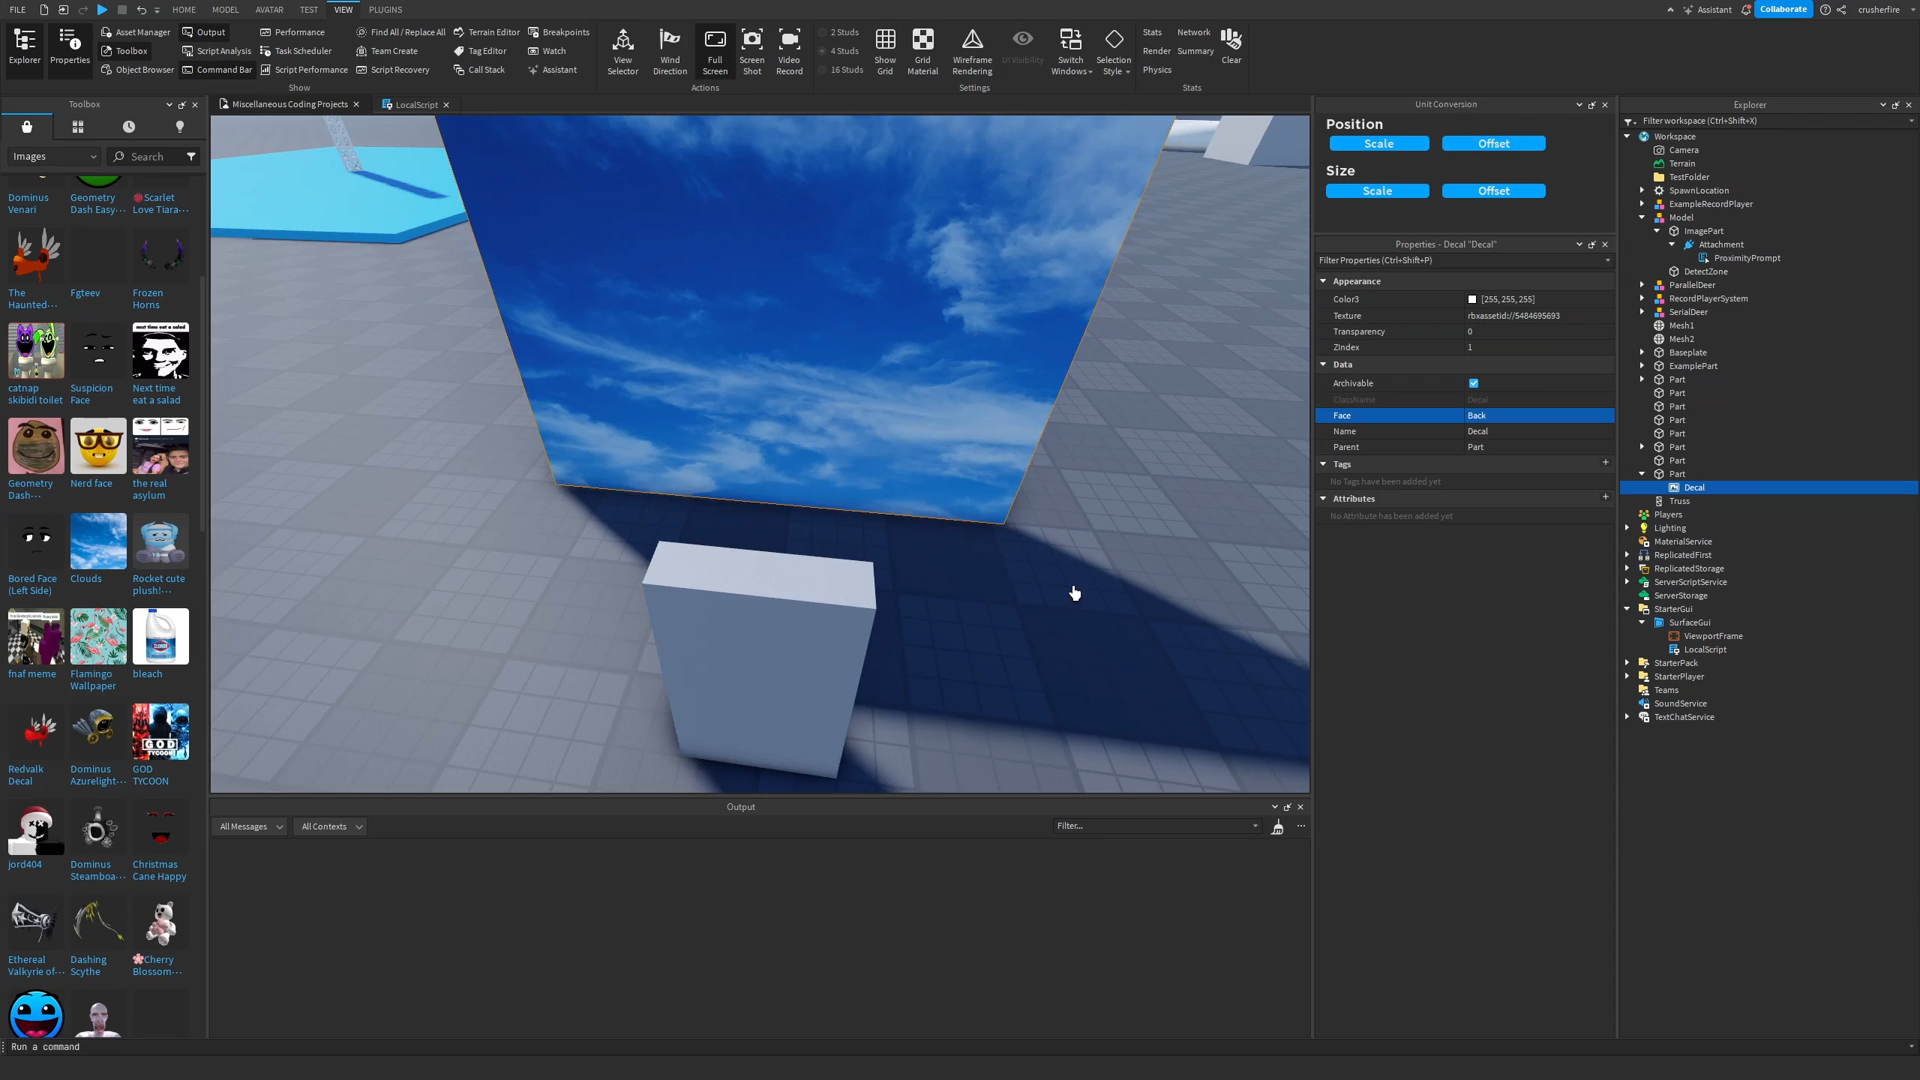 FILE HOME MODEL AVATAR TEST VIEW PLUGINS Assistant Collaborate crusherfire
Explorer
Properties
Asset Manager
Toolbox
Object Browser
Output
Script Analysis
Command Bar
Performance
Task Scheduler
Script Performance
Find All / Replace All
Team Create
Script Recovery
Terrain Editor
Tag Editor
Call Stack
Breakpoints
Watch
Assistant
Show
View
Selector
Wind
Direction
Full
Screen
Screen
Shot
Video
Record
Actions
2 Studs
4 Studs
16 Studs
Show
Grid
Grid
Material
Wireframe
Rendering
UI Visibility
Switch
Windows
Selection
Style
Settings
Stats
Render
Physics
Network
Summary
Clear
Stats
Toolbox
Images
Search
Dominus
Venari
Geometry
Dash Easy...
Scarlet
Love Tiara...
The
Haunted...
Fgteev
Frozen
Horns
next time eat a salad
catnap
skibidi toilet
Suspicion
Face
Next time
eat a salad
Geometry
Dash...
Nerd face
the real
asylum
Bored Face
(Left Side)
Clouds
Rocket cute
plush!...
CLOROX
fnaf meme
Flamingo
Wallpaper
bleach
GOD
TYCOON
Redvalk
Decal
Dominus
Azurelight...
GOD
TYCOON
jord404
Dominus
Steamboa...
Christmas
Cane Happy
Ethereal
Valkyrie of...
Dashing
Scythe
Cherry
Blossom...
Miscellaneous Coding Projects
LocalScript
Output
All Messages
All Contexts
Filter...
Unit Conversion
Position
Scale Offset
Size
Scale Offset
Properties - Decal "Decal"
Filter Properties (Ctrl+Shift+P)
Appearance
Color3 [255, 255, 255]
Texture rbxassetid://5484695693
Transparency 0
ZIndex 1
Data
Archivable
ClassName Decal
Face Back
Name Decal
Parent Part
Tags
No Tags have been added yet
Attributes
No Attribute has been added yet
Explorer
Filter workspace (Ctrl+Shift+X)
Workspace
Camera
Terrain
TestFolder
SpawnLocation
ExampleRecordPlayer
Model
ImagePart
Attachment
ProximityPrompt
DetectZone
ParallelDeer
RecordPlayerSystem
SerialDeer
Mesh1
Mesh2
Baseplate
ExamplePart
Part
Part
Part
Part
Part
Part
Part
Part
Decal
Truss
Players
Lighting
MaterialService
ReplicatedFirst
ReplicatedStorage
ServerScriptService
ServerStorage
StarterGui
SurfaceGui
ViewportFrame
LocalScript
StarterPack
StarterPlayer
Teams
SoundService
TextChatService
Run a command